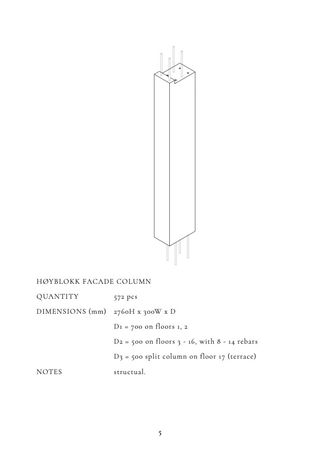 HØYBLOKK FACADE COLUMN
QUANTITY 572 pcs
DIMENSIONS (mm) 2760H x 300W x D
D1 = 700 on floors 1, 2
D2 = 500 on floors 3 - 16, with 8 - 14 rebars
D3 = 500 split column on floor 17 (terrace)
NOTES structual.
5